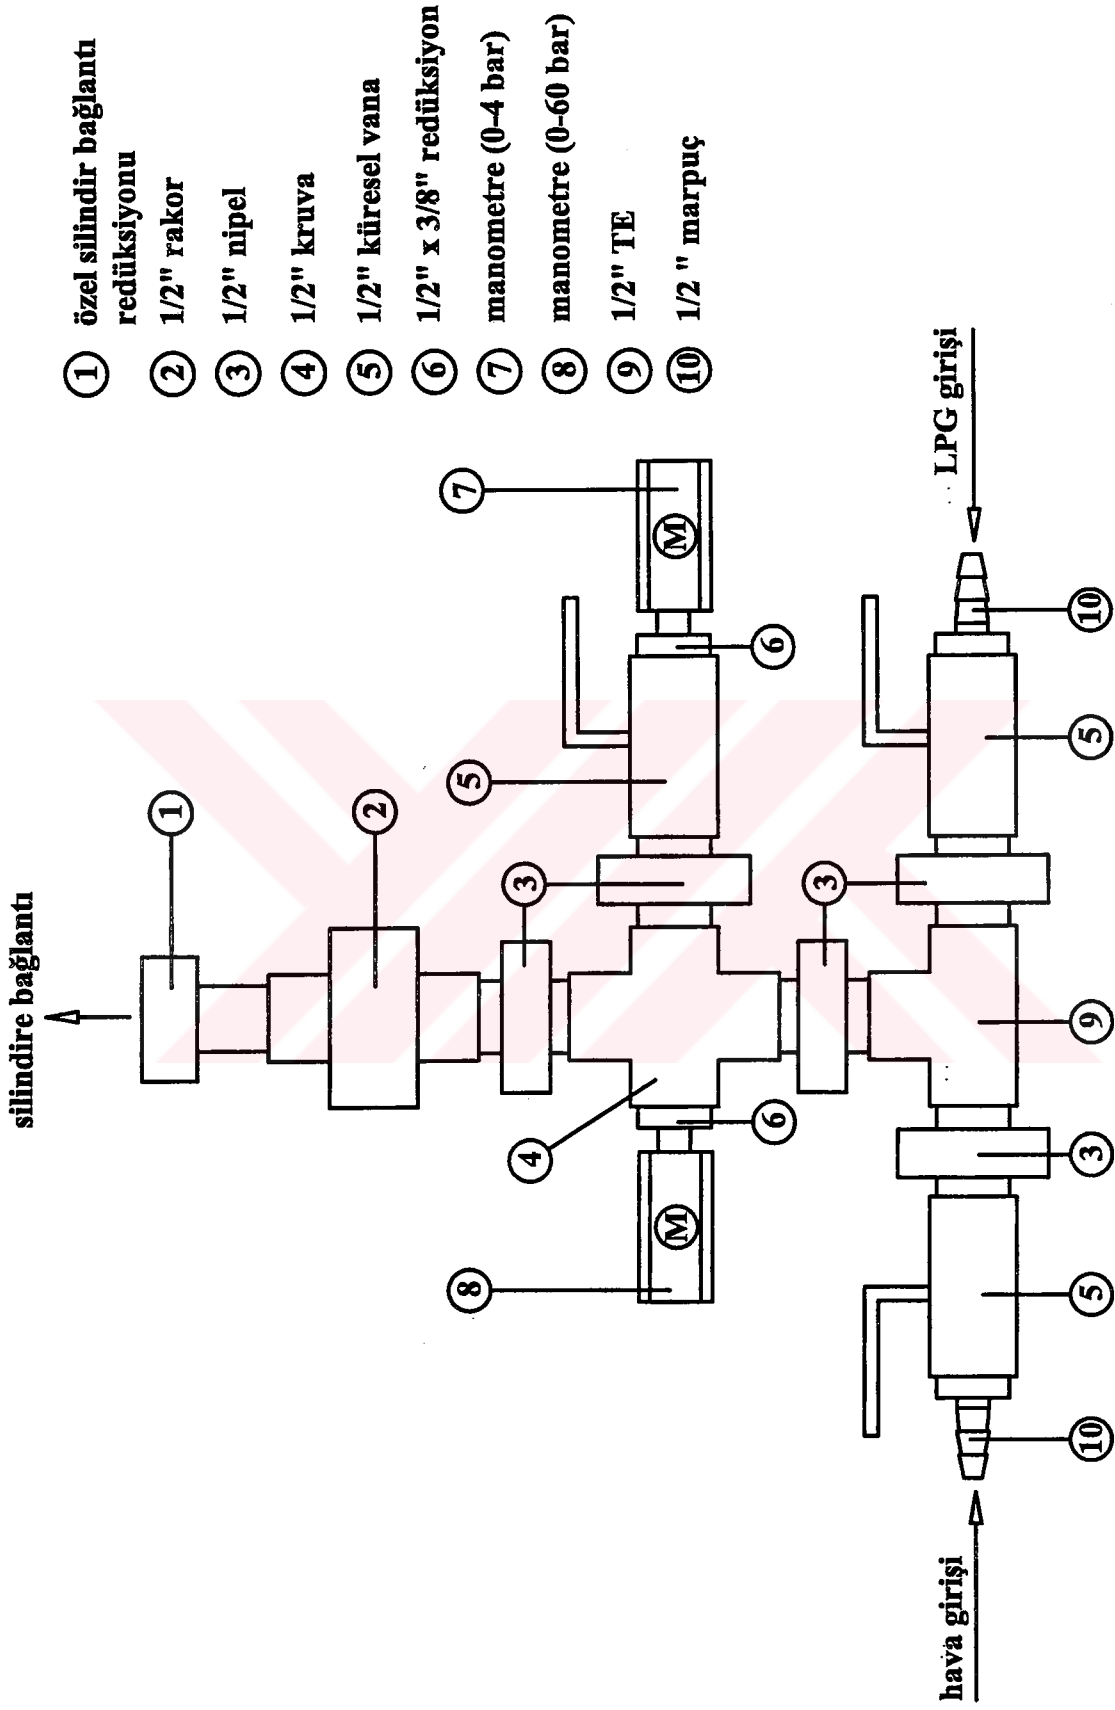 silindire bağlantı
1 özel silindir bağlantı
redüksiyonu
2 1/2" rakor
3 1/2" nipel
4 1/2" kruva
5 1/2" küresel vana
6 1/2" x 3/8" redüksiyon
7 manometre (0-4 bar)
8 manometre (0-60 bar)
9 1/2" TE
10 1/2 " marpuç
1
2
3
4
5
6
7
M
8
M
6
3
LPG girişi
hava girişi
10
5
3
9
3
5
10